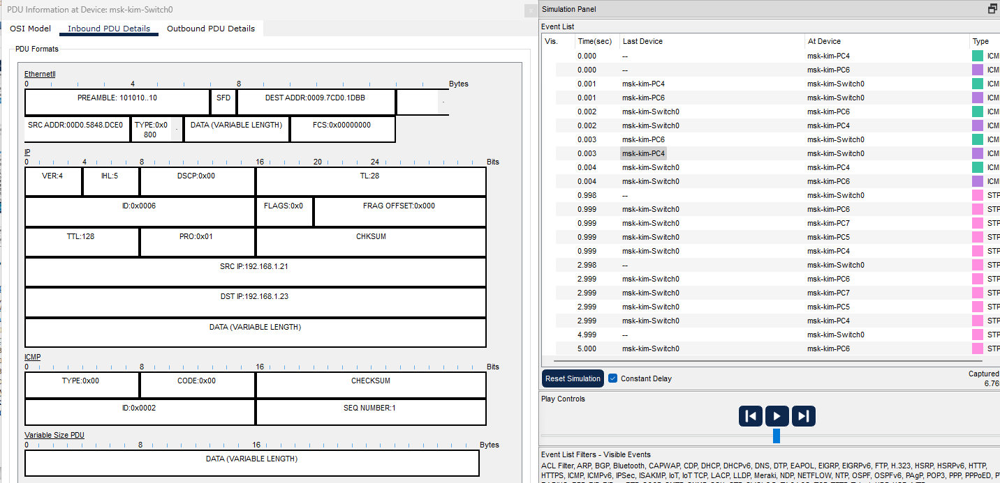 PDU Information at Device: msk-kim-Switch0
OSI Model Inbound PDU Details Outbound PDU Details
PDU Formats
EthernetII
0 4 8 Bytes
PREAMBLE: 101010..10 SFD DEST ADDR:0009.7CD0.1DBB
SRC ADDR:00D0.5848.DCE0 TYPE:0x0 DATA (VARIABLE LENGTH) FCS:0x00000000
800
IP
0 4 8 16 20 24 Bits
VER:4 IHL:5 DSCP:0x00 TL:28
ID:0x0006 FLAGS:0x0 FRAG OFFSET:0x000
TTL:128 PRO:0x01 CHKSUM
SRC IP:192.168.1.21
DST IP:192.168.1.23
DATA (VARIABLE LENGTH)
ICMP
0 8 16 Bits
TYPE:0x00 CODE:0x00 CHECKSUM
ID:0x0002 SEQ NUMBER:1
Variable Size PDU
0 8 16 Bytes
DATA (VARIABLE LENGTH)
Simulation Panel
Event List
Vis. Time(sec) Last Device At Device Type
0.000 -- msk-kim-PC4 ICM
0.000 -- msk-kim-PC6 ICM
0.001 msk-kim-PC4 msk-kim-Switch0 ICM
0.001 msk-kim-PC6 msk-kim-Switch0 ICM
0.002 msk-kim-Switch0 msk-kim-PC6 ICM
0.002 msk-kim-Switch0 msk-kim-PC4 ICM
0.003 msk-kim-PC6 msk-kim-Switch0 ICM
0.003 msk-kim-PC4 msk-kim-Switch0 ICM
0.004 msk-kim-Switch0 msk-kim-PC4 ICM
0.004 msk-kim-Switch0 msk-kim-PC6 ICM
0.998 -- msk-kim-Switch0 STP
0.999 msk-kim-Switch0 msk-kim-PC6 STP
0.999 msk-kim-Switch0 msk-kim-PC7 STP
0.999 msk-kim-Switch0 msk-kim-PC5 STP
0.999 msk-kim-Switch0 msk-kim-PC4 STP
2.998 -- msk-kim-Switch0 STP
2.999 msk-kim-Switch0 msk-kim-PC6 STP
2.999 msk-kim-Switch0 msk-kim-PC7 STP
2.999 msk-kim-Switch0 msk-kim-PC5 STP
2.999 msk-kim-Switch0 msk-kim-PC4 STP
4.999 -- msk-kim-Switch0 STP
5.000 msk-kim-Switch0 msk-kim-PC6 STP
Reset Simulation Constant Delay Captured
6.76
Play Controls
Event List Filters - Visible Events
ACL Filter, ARP, BGP, Bluetooth, CAPWAP, CDP, DHCP, DHCPv6, DNS, DTP, EAPOL, EIGRP, EIGRPv6, FTP, H.323, HSRP, HSRPv6, HTTP,
HTTPS, ICMP, ICMPv6, IPSec, ISAKMP, IoT, IoT TCP, LACP, LLDP, Meraki, NDP, NETFLOW, NTP, OSPF, OSPFv6, PAgP, POP3, PPP, PPPoED, P